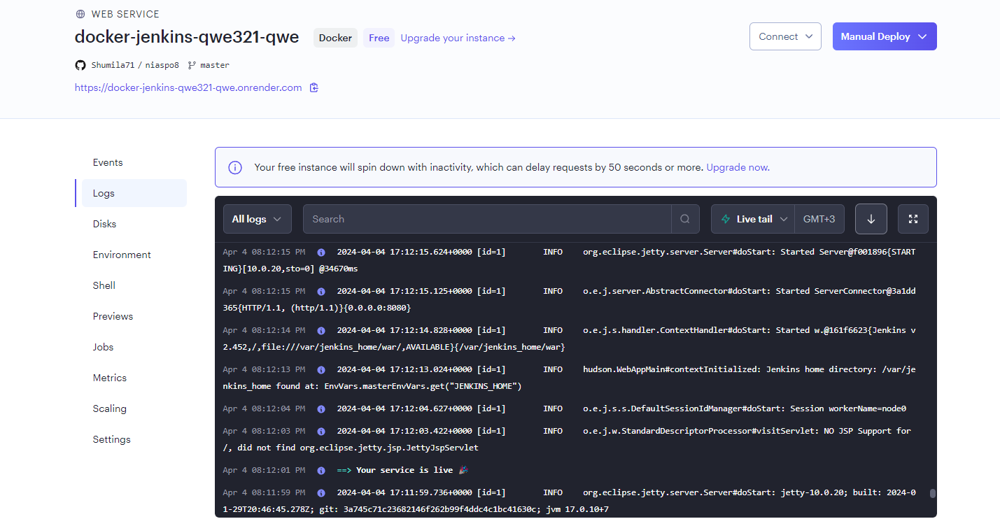 WEB SERVICE
docker-jenkins-qwe321-qwe Docker Free Upgrade your instance →
Connect Manual Deploy
Shumila71 / niaspo8 master
https://docker-jenkins-qwe321-qwe.onrender.com
Events
Logs
Disks
Environment
Shell
Previews
Jobs
Metrics
Scaling
Settings
Your free instance will spin down with inactivity, which can delay requests by 50 seconds or more. Upgrade now.
All logs Search Live tail GMT+3
Apr 4 08:12:15 PM 2024-04-04 17:12:15.624+0000 [id=1] INFO org.eclipse.jetty.server.Server#doStart: Started Server@f001896{START
ING}[10.0.20,sto=0] @34670ms
Apr 4 08:12:15 PM 2024-04-04 17:12:15.125+0000 [id=1] INFO o.e.j.server.AbstractConnector#doStart: Started ServerConnector@3a1dd
365{HTTP/1.1, (http/1.1)}{0.0.0.0:8080}
Apr 4 08:12:14 PM 2024-04-04 17:12:14.828+0000 [id=1] INFO o.e.j.s.handler.ContextHandler#doStart: Started w.@161f6623{Jenkins v
2.452,/,file:///var/jenkins_home/war/,AVAILABLE}{/var/jenkins_home/war}
Apr 4 08:12:13 PM 2024-04-04 17:12:13.024+0000 [id=1] INFO hudson.WebAppMain#contextInitialized: Jenkins home directory: /var/je
nkins_home found at: EnvVars.masterEnvVars.get("JENKINS_HOME")
Apr 4 08:12:04 PM 2024-04-04 17:12:04.627+0000 [id=1] INFO o.e.j.s.s.DefaultSessionIdManager#doStart: Session workerName=node0
Apr 4 08:12:03 PM 2024-04-04 17:12:03.422+0000 [id=1] INFO o.e.j.w.StandardDescriptorProcessor#visitServlet: NO JSP Support for
/, did not find org.eclipse.jetty.jsp.JettyJspServlet
Apr 4 08:12:01 PM ==> Your service is live 🎉
Apr 4 08:11:59 PM 2024-04-04 17:11:59.736+0000 [id=1] INFO org.eclipse.jetty.server.Server#doStart: jetty-10.0.20; built: 2024-0
1-29T20:46:45.278Z; git: 3a745c71c23682146f262b99f4ddc4c1bc41630c; jvm 17.0.10+7